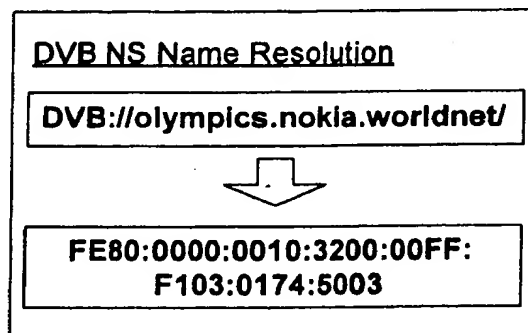 DVB NS Name Resolution
DVB://olympics.nokia.worldnet/
FE80:0000:0010:3200:00FF:
F103:0174:5003